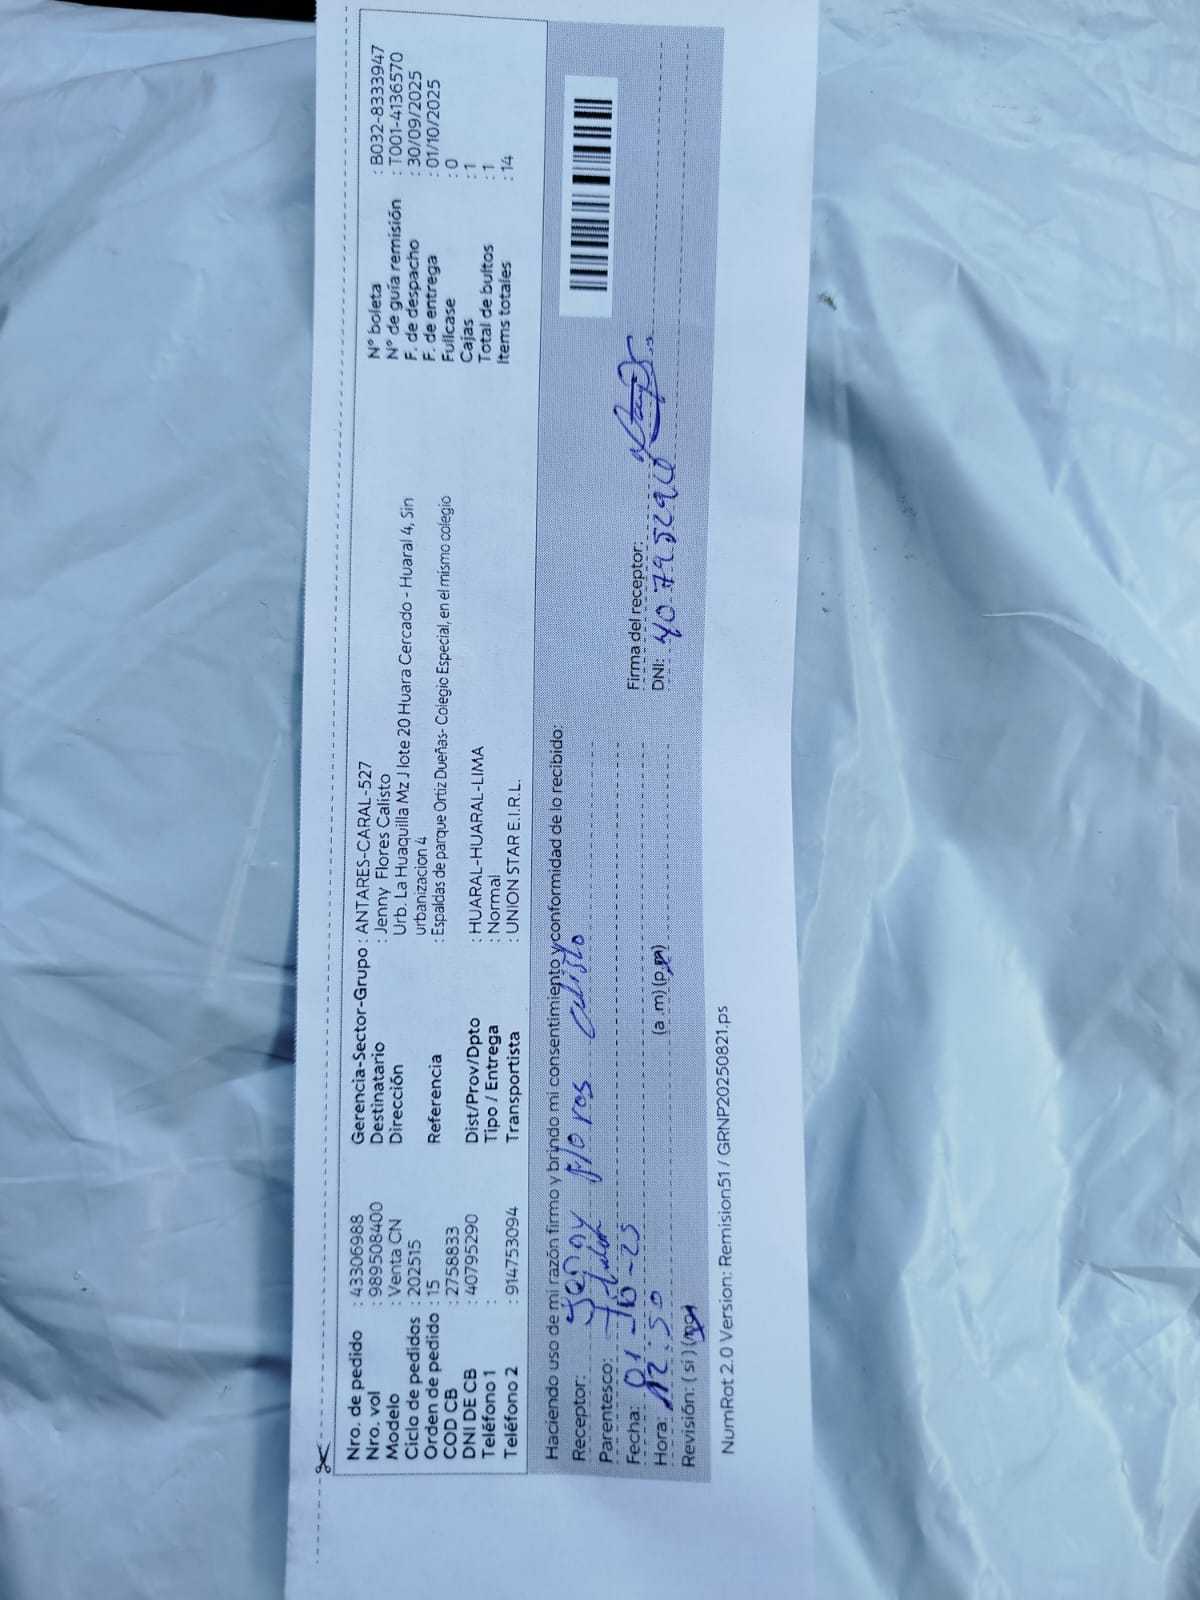 Nro. de pedido : 43306988
Nro. vol : 989508400
Modelo : Venta CN
Ciclo de pedidos : 202515
Orden de pedido : 15
COD CB : 2758833
DNI DE CB : 40795290
Teléfono 1 :
Teléfono 2 : 914753094
Gerencia-Sector-Grupo : ANTARES-CARAL-527
Destinatario : Jenny Flores Calisto
Dirección Urb. La Huaquilla Mz J lote 20 Huara Cercado - Huaral 4, Sin
urbanizacion 4
Referencia : Espaldas de parque Ortiz Dueñas- Colegio Especial, en el mismo colegio
Dist/Prov/Dpto : HUARAL-HUARAL-LIMA
Tipo / Entrega : Normal
Transportista : UNION STAR E.I.R.L.
N° boleta : B032-8333947
N° de guía remisión : T001-4136570
F. de despacho : 30/09/2025
F. de entrega : 01/10/2025
Fullcase : 0
Cajas : 1
Total de bultos : 1
Items totales : 14
Haciendo uso de mi razón firmo y brindo mi consentimiento y conformidad de lo recibido:
Receptor: Jenny Flores Calisto
Parentesco: Titular
Fecha: 01-10-25
Hora: 12:50 (a .m) (p.m)
Revisión: ( si ) (no)
Firma del receptor:
DNI: 40795290
NumRot 2.0 Version: Remision51 / GRNP20250821.ps